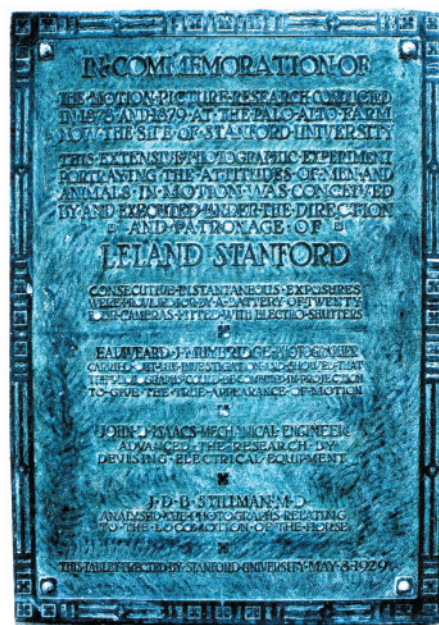 IN·COMMEMORATION·OF
THE·MOTION·PICTURE·RESEARCH·CONDUCTED
IN·1878·AND·1879·AT·THE·PALO·ALTO·FARM
NOW·THE·SITE·OF·STANFORD·UNIVERSITY
THIS·EXTENSIVE·PHOTOGRAPHIC·EXPERIMENT
PORTRAYING·THE·ATTITUDES·OF·MEN·AND
ANIMALS·IN·MOTION·WAS·CONCEIVED
BY·AND·EXECUTED·UNDER·THE·DIRECTION
AND·PATRONAGE·OF
LELAND STANFORD
CONSECUTIVE·INSTANTANEOUS·EXPOSURES
WERE·PROVIDED·FOR·BY·A·BATTERY·OF·TWENTY
FOUR·CAMERAS·FITTED·WITH·ELECTRO-SHUTTERS
EADWEARD·J·MUYBRIDGE·PHOTOGRAPHER
CARRIED·OUT·THE·INVESTIGATION·AND·SHOWED·THAT
THE·PHOTOGRAPHS·COULD·BE·COMBINED·IN·PROJECTION
TO·GIVE·THE·TRUE·APPEARANCE·OF·MOTION
JOHN·D·ISAACS·MECHANICAL·ENGINEER
ADVANCED·THE·RESEARCH·BY
DEVISING·ELECTRICAL·EQUIPMENT
J·D·B·STILLMAN·M·D·
ANALYSED·THE·PHOTOGRAPHS·RELATING
TO·THE·LOCOMOTION·OF·THE·HORSE
THIS·TABLET·ERECTED·BY·STANFORD·UNIVERSITY·MAY·8·1929